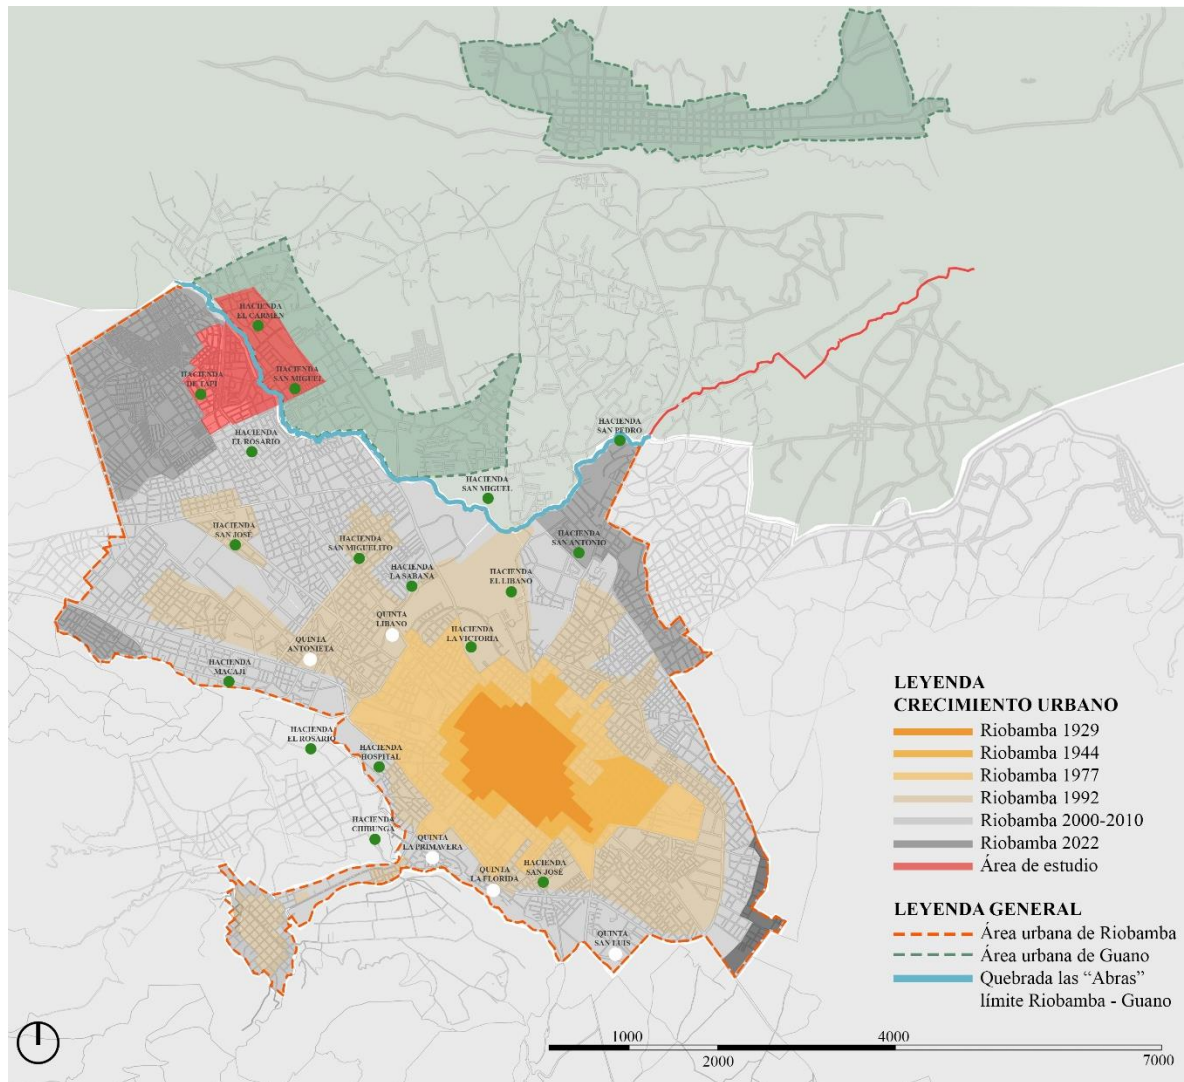 HACIENDA
EL CARMEN
HACIENDA
DE TAPI
HACIENDA
SAN MIGUEL
HACIENDA
EL ROSARIO
HACIENDA
SAN PEDRO
HACIENDA
SAN MIGUEL
HACIENDA
SAN JOSÉ
HACIENDA
SAN MIGUELITO
HACIENDA
LA SABANA
HACIENDA
EL LIBANO
HACIENDA
SAN ANTONIO
QUINTA
LIBANO
QUINTA
ANTONIETA
HACIENDA
LA VICTORIA
HACIENDA
MACAJI
HACIENDA
EL ROSARIO
HACIENDA
HOSPITAL
HACIENDA
CHIBUNGA
QUINTA
LA PRIMAVERA
QUINTA
LA FLORIDA
HACIENDA
SAN JOSÉ
QUINTA
SAN LUIS
LEYENDA
CRECIMIENTO URBANO
Riobamba 1929
Riobamba 1944
Riobamba 1977
Riobamba 1992
Riobamba 2000-2010
Riobamba 2022
Área de estudio
LEYENDA GENERAL
Área urbana de Riobamba
Área urbana de Guano
Quebrada las “Abras”
límite Riobamba - Guano
1000
4000
2000
7000